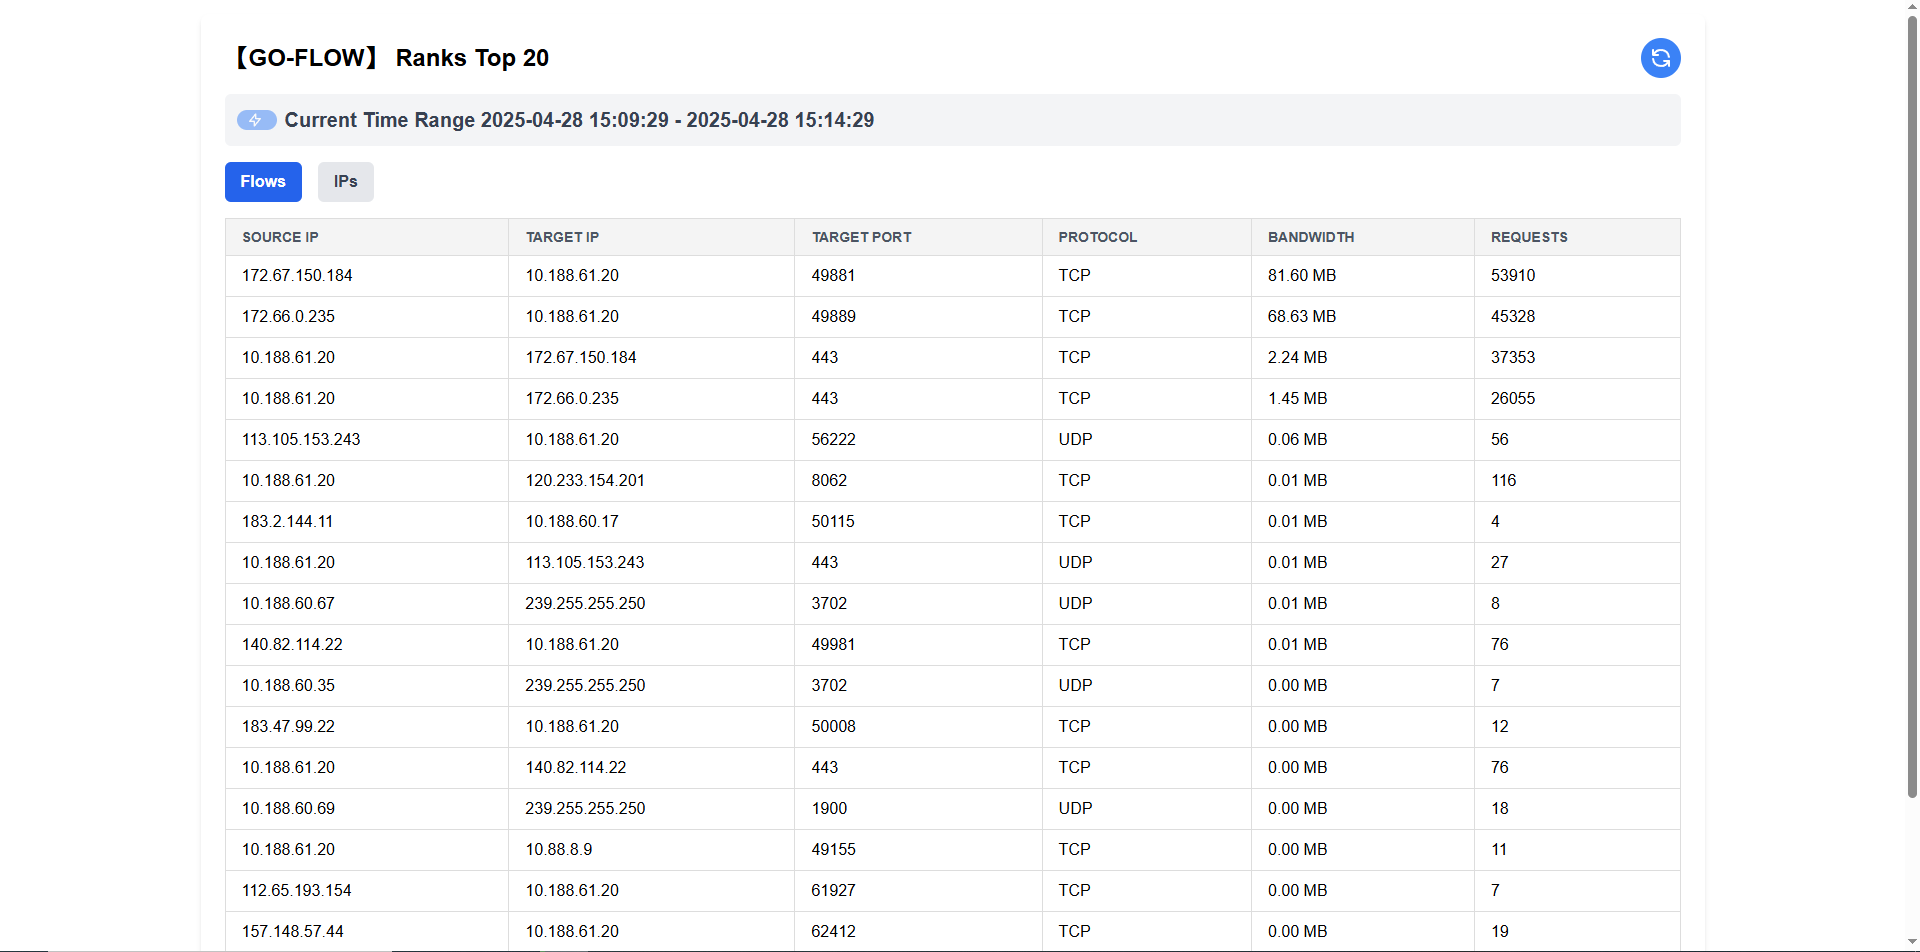 【GO-FLOW】 Ranks Top 20
Current Time Range 2025-04-28 15:09:29 - 2025-04-28 15:14:29
Flows IPs
SOURCE IP TARGET IP TARGET PORT PROTOCOL BANDWIDTH REQUESTS
172.67.150.184 10.188.61.20 49881 TCP 81.60 MB 53910
172.66.0.235 10.188.61.20 49889 TCP 68.63 MB 45328
10.188.61.20 172.67.150.184 443 TCP 2.24 MB 37353
10.188.61.20 172.66.0.235 443 TCP 1.45 MB 26055
113.105.153.243 10.188.61.20 56222 UDP 0.06 MB 56
10.188.61.20 120.233.154.201 8062 TCP 0.01 MB 116
183.2.144.11 10.188.60.17 50115 TCP 0.01 MB 4
10.188.61.20 113.105.153.243 443 UDP 0.01 MB 27
10.188.60.67 239.255.255.250 3702 UDP 0.01 MB 8
140.82.114.22 10.188.61.20 49981 TCP 0.01 MB 76
10.188.60.35 239.255.255.250 3702 UDP 0.00 MB 7
183.47.99.22 10.188.61.20 50008 TCP 0.00 MB 12
10.188.61.20 140.82.114.22 443 TCP 0.00 MB 76
10.188.60.69 239.255.255.250 1900 UDP 0.00 MB 18
10.188.61.20 10.88.8.9 49155 TCP 0.00 MB 11
112.65.193.154 10.188.61.20 61927 TCP 0.00 MB 7
157.148.57.44 10.188.61.20 62412 TCP 0.00 MB 19